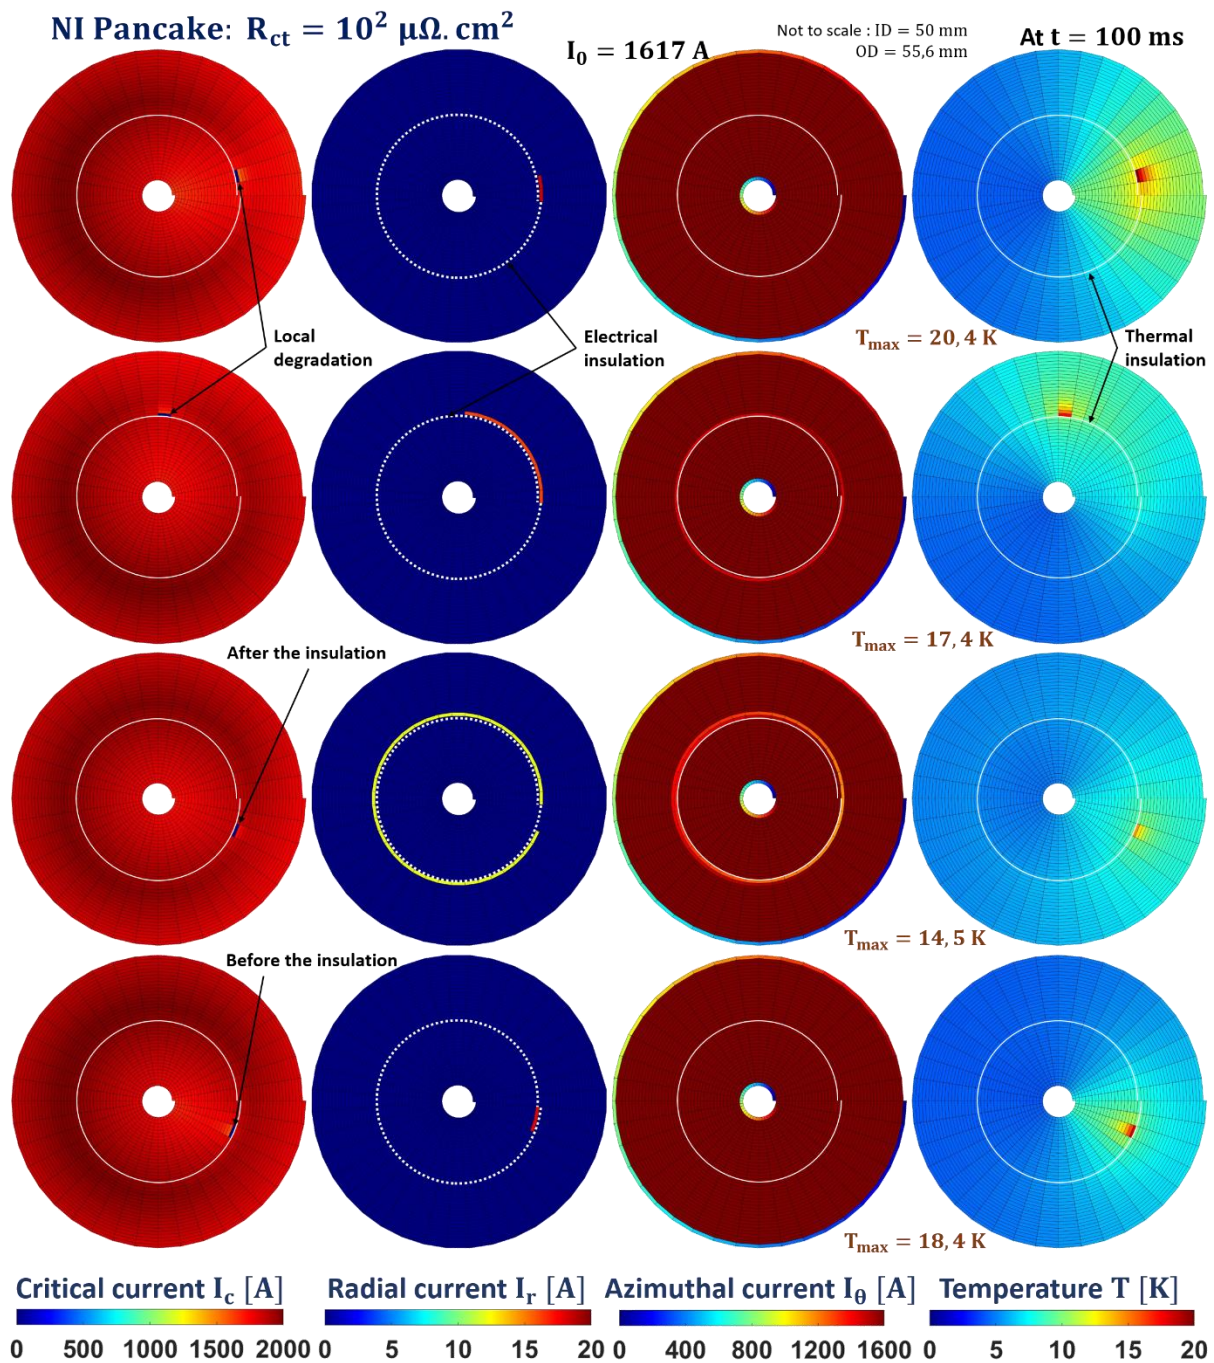 NI Pancake: R_ct = 10² μΩ.cm²
I₀ = 1617 A
Not to scale : ID = 50 mm
OD = 55,6 mm
At t = 100 ms
Local
degradation
Electrical
insulation
T_max = 20,4 K
Thermal
insulation
T_max = 17,4 K
After the insulation
T_max = 14,5 K
Before the insulation
T_max = 18,4 K
Critical current I_c [A]
Radial current I_r [A]
Azimuthal current I_θ [A]
Temperature T [K]
0 500 1000 1500 2000
0 5 10 15 20
0 400 800 1200 1600
0 5 10 15 20